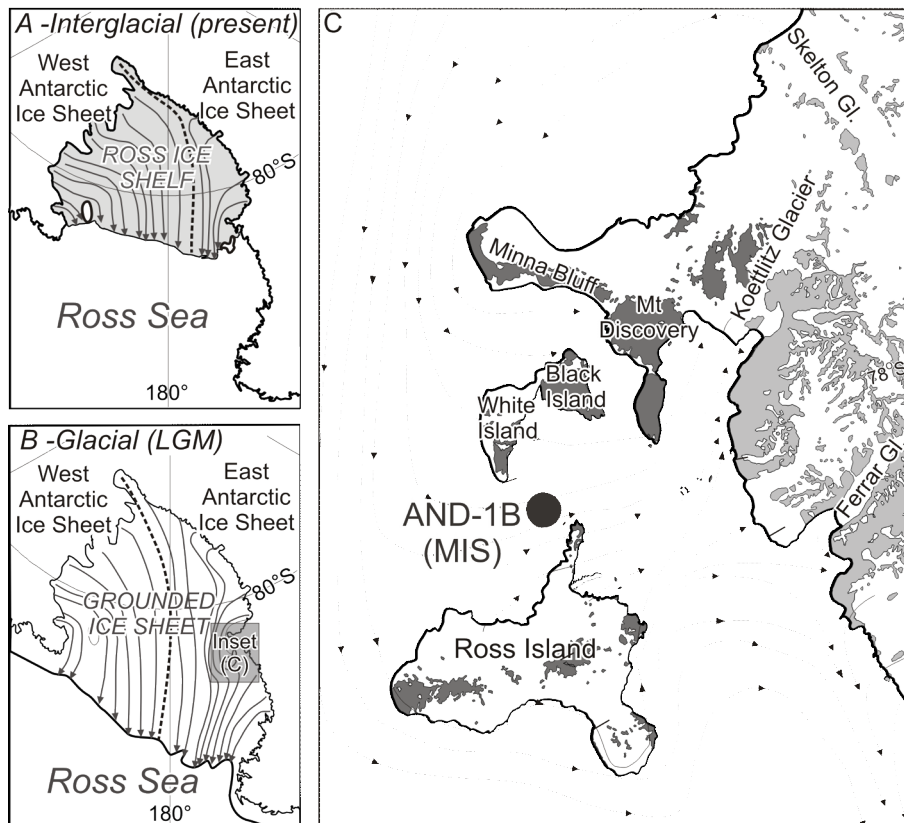 A -Interglacial (present)
West
Antarctic
Ice Sheet
East
Antarctic
Ice Sheet
ROSS ICE
SHELF
80°S
0
Ross Sea
180°
B -Glacial (LGM)
West
Antarctic
Ice Sheet
East
Antarctic
Ice Sheet
80°S
GROUNDED
ICE SHEET
Inset
(C)
Ross Sea
180°
C
Skelton Gl.
Minna Bluff
Koettlitz Glacier
Mt
Discovery
Black
Island
White
Island
78°S
Ferrar Gl.
AND-1B
(MIS)
Ross Island